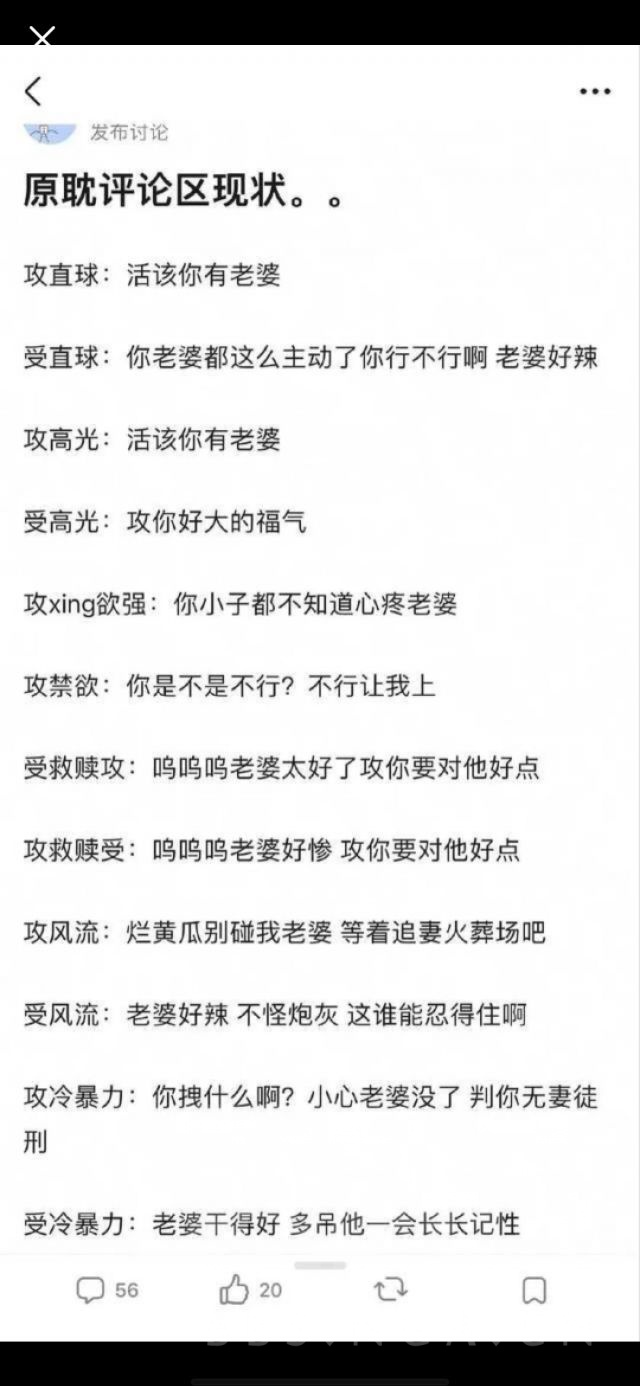 发布讨论
原耽评论区现状。。
攻直球：活该你有老婆
受直球：你老婆都这么主动了你行不行啊 老婆好辣
攻高光：活该你有老婆
受高光：攻你好大的福气
攻xing欲强：你小子都不知道心疼老婆
攻禁欲：你是不是不行？不行让我上
受救赎攻：呜呜呜老婆太好了攻你要对他好点
攻救赎受：呜呜呜老婆好惨 攻你要对他好点
攻风流：烂黄瓜别碰我老婆 等着追妻火葬场吧
受风流：老婆好辣 不怪炮灰 这谁能忍得住啊
攻冷暴力：你拽什么啊？小心老婆没了 判你无妻徒
刑
受冷暴力：老婆干得好 多吊他一会长长记性
56
20